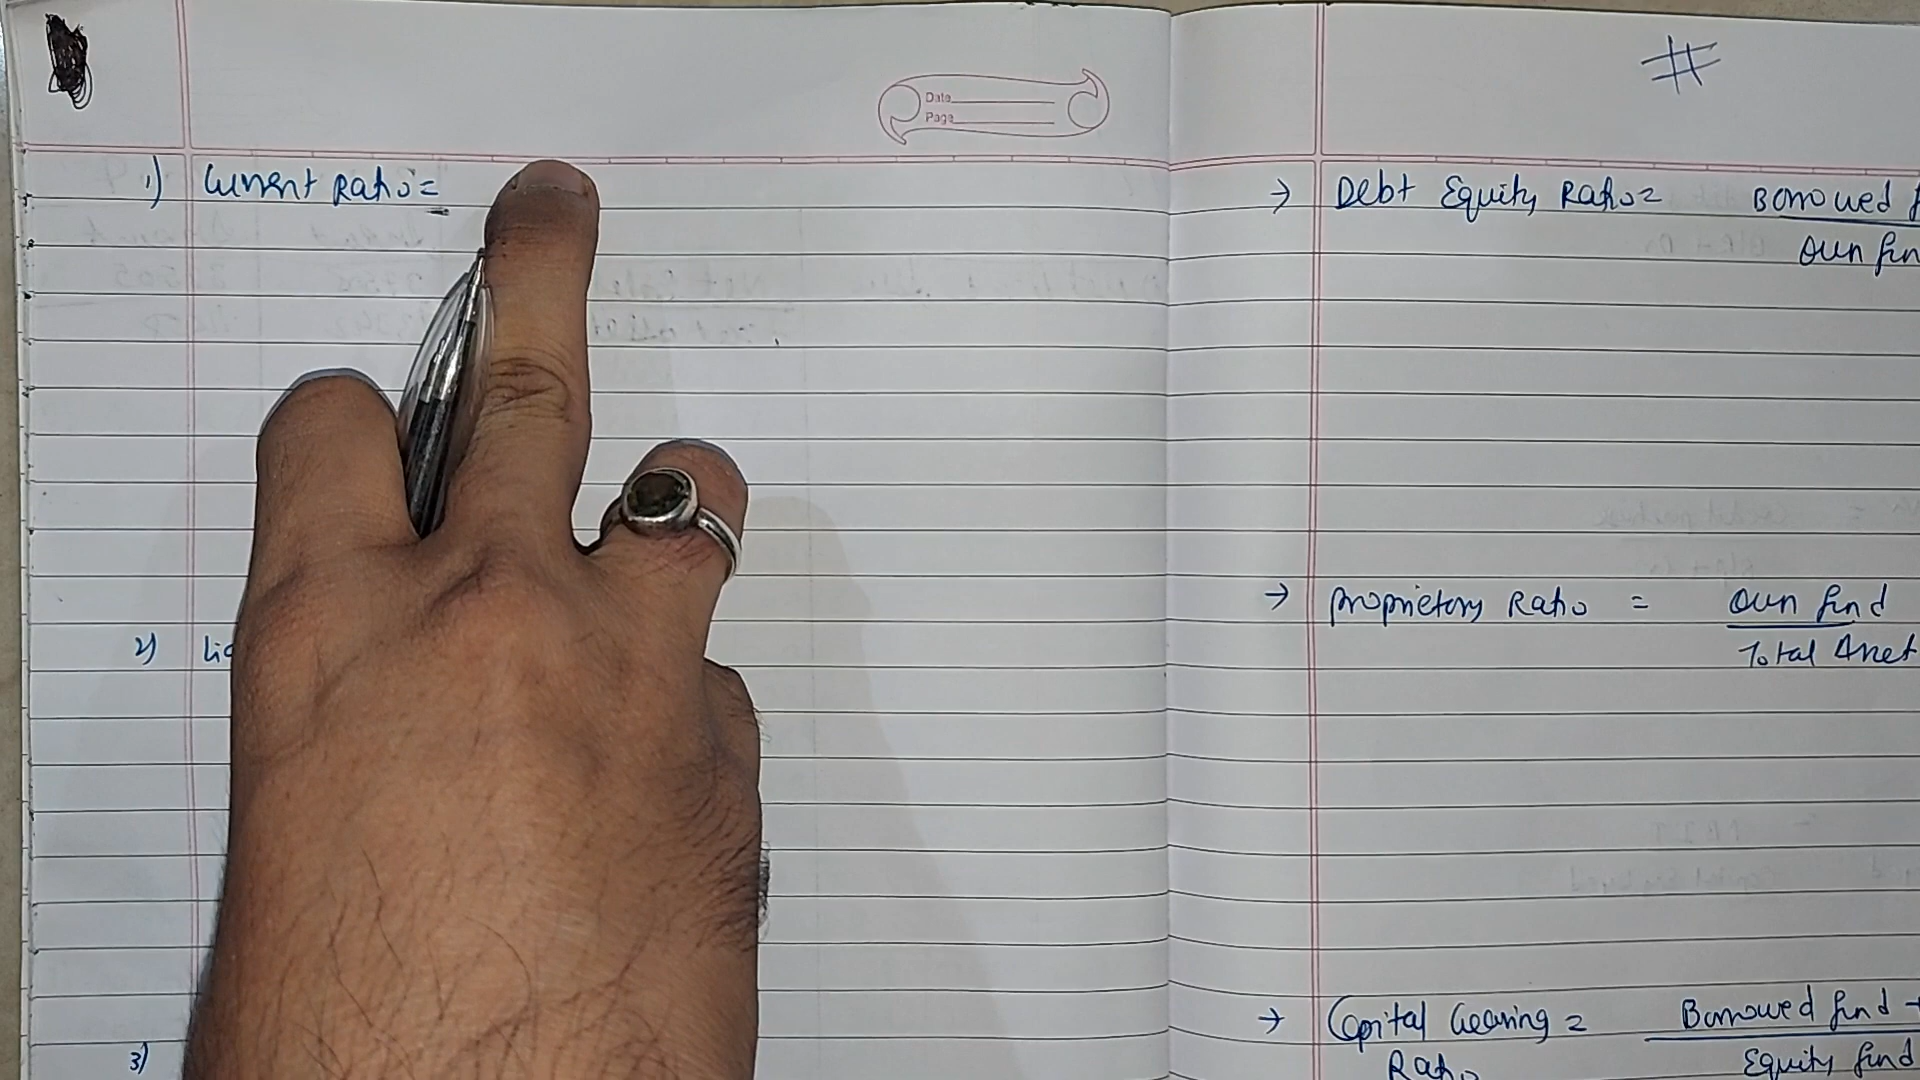 Date
Page
1) Current Ratio =
2) Liq
3)
#
→ Debt Equity Ratio = Borrowed f
Own fun
→ Proprietory Ratio = Own fund
Total Asset
→ Capital Gearing = Borrowed fund +
Ratio Equity fund